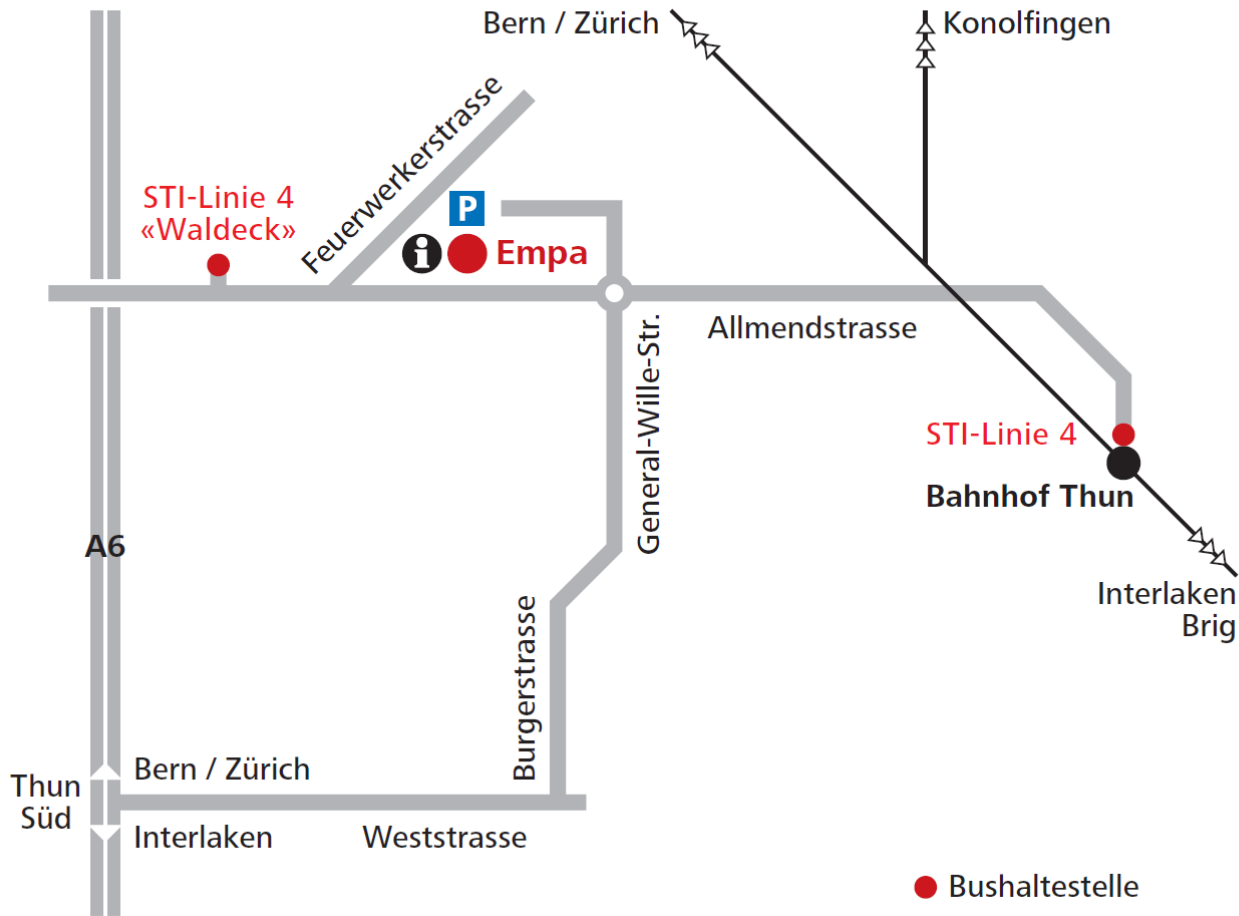 Bern / Zürich
Konolfingen
Feuerwerkerstrasse
STI-Linie 4
«Waldeck»
P
i
Empa
Allmendstrasse
General-Wille-Str.
STI-Linie 4
Bahnhof Thun
A6
Interlaken
Brig
Burgerstrasse
Bern / Zürich
Thun
Süd
Interlaken
Weststrasse
Bushaltestelle